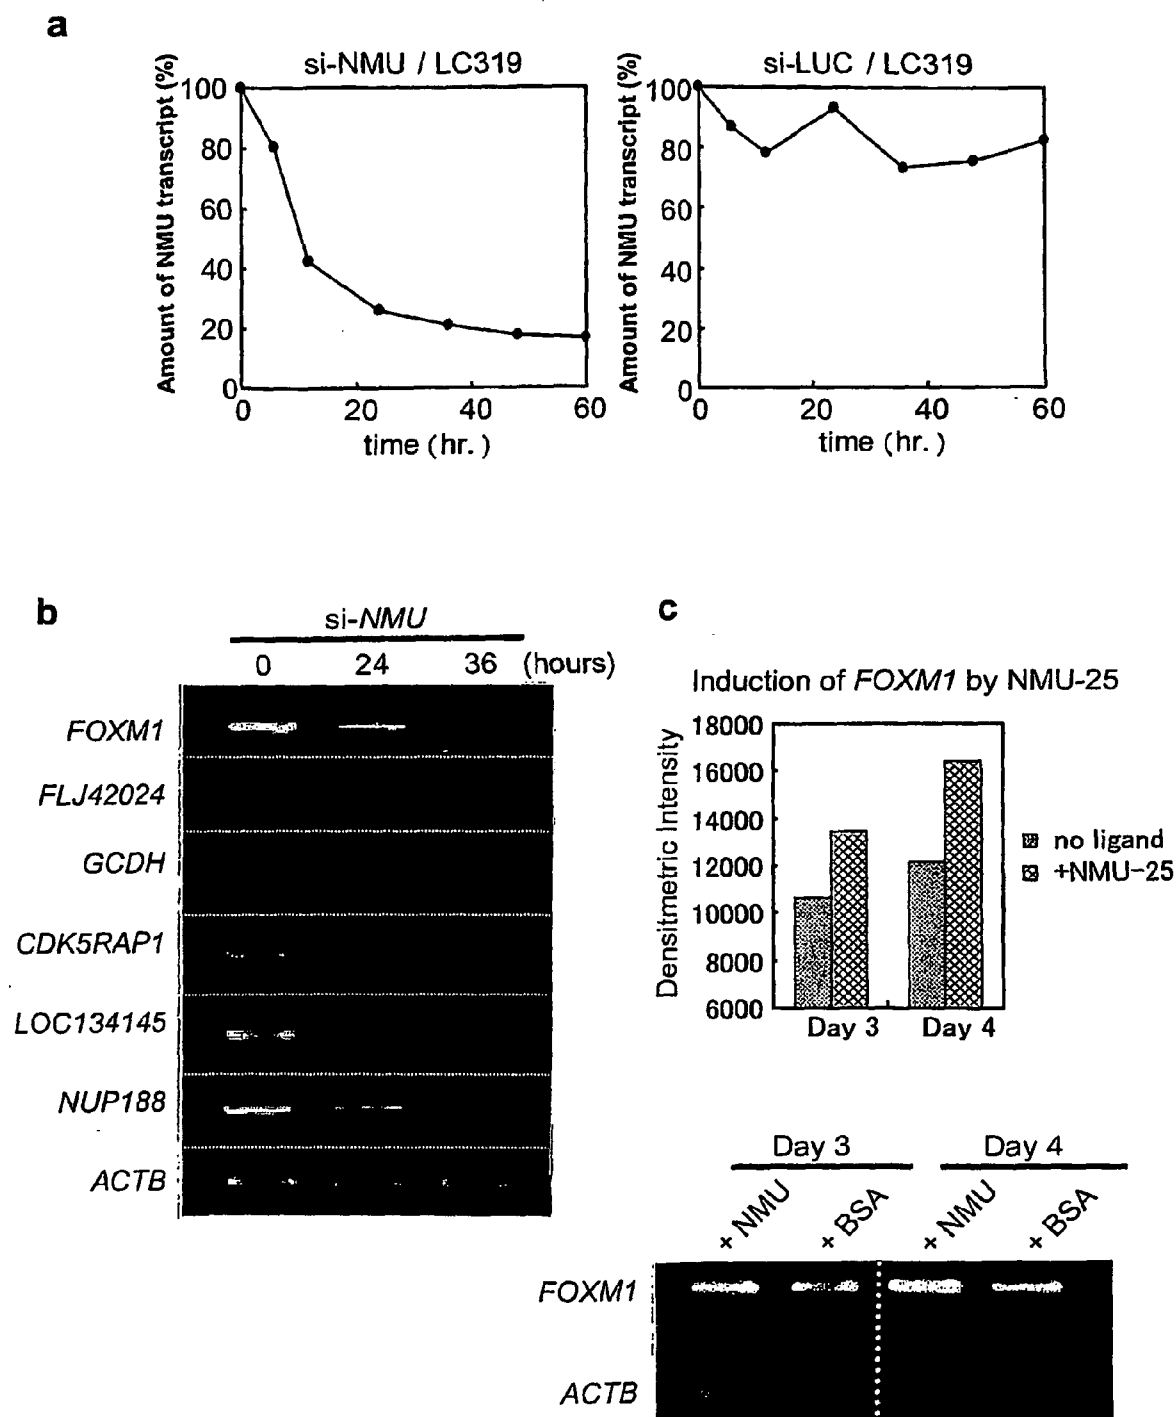 a
si-NMU / LC319
Amount of NMU transcript (%)
100
80
60
40
20
0
0 20 40 60
time (hr. )
si-LUC / LC319
Amount of NMU transcript (%)
100
80
60
40
20
0
0 20 40 60
time (hr. )
b
si-NMU
0 24 36 (hours)
FOXM1
FLJ42024
GCDH
CDK5RAP1
LOC134145
NUP188
ACTB
c
Induction of FOXM1 by NMU-25
Densitmetric Intensity
18000
16000
14000
12000
10000
8000
6000
Day 3 Day 4
no ligand
+NMU-25
Day 3 Day 4
+ NMU + BSA + NMU + BSA
FOXM1
ACTB